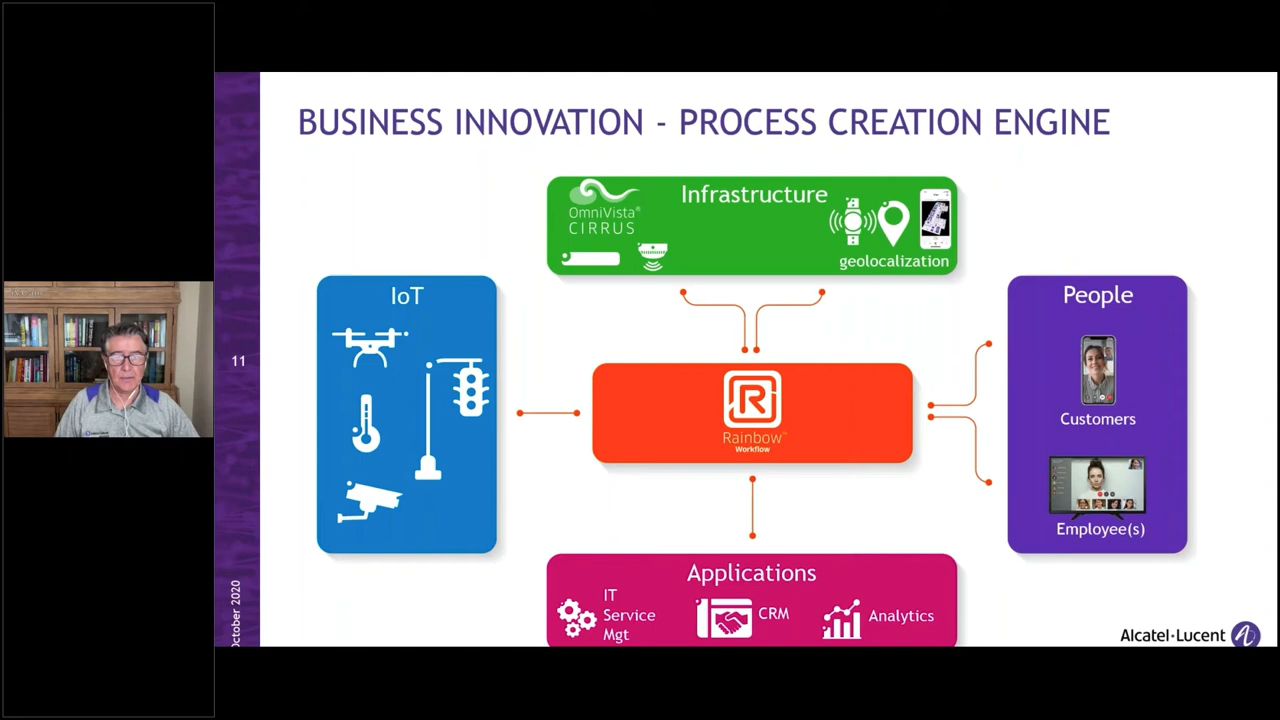 BUSINESS INNOVATION - PROCESS CREATION ENGINE
OmniVista®
CIRRUS
Infrastructure
geolocalization
IoT
People
Customers
Employee(s)
R
Rainbow™
Workflow
Applications
IT
Service
Mgt
CRM
Analytics
11
October 2020
Alcatel·Lucent